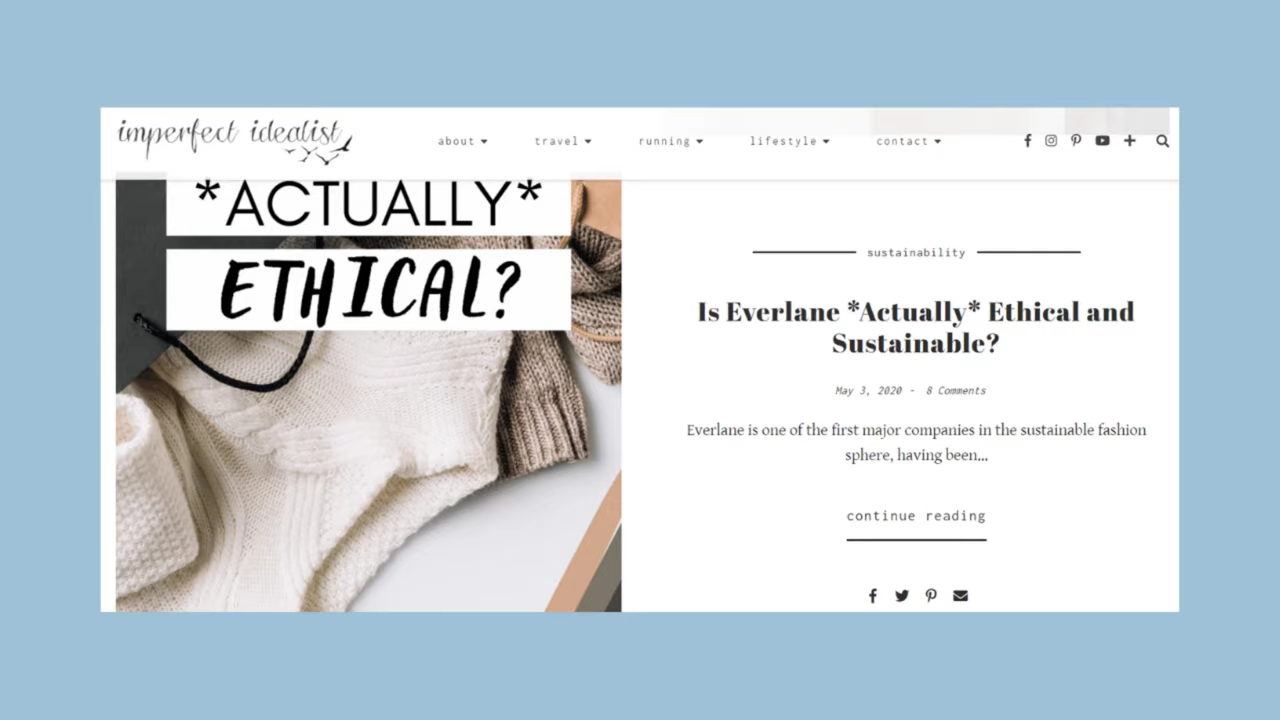 imperfect idealist
about
travel
running
lifestyle
contact
*ACTUALLY*
ETHICAL?
sustainability
Is Everlane *Actually* Ethical and
Sustainable?
May 3, 2020 - 8 Comments
Everlane is one of the first major companies in the sustainable fashion
sphere, having been...
continue reading